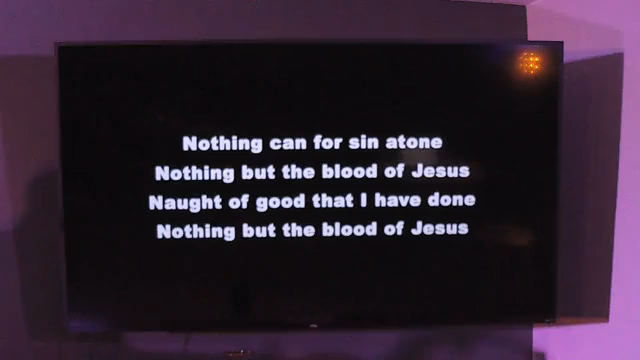 Nothing can for sin atone
Nothing but the blood of Jesus
Naught of good that I have done
Nothing but the blood of Jesus